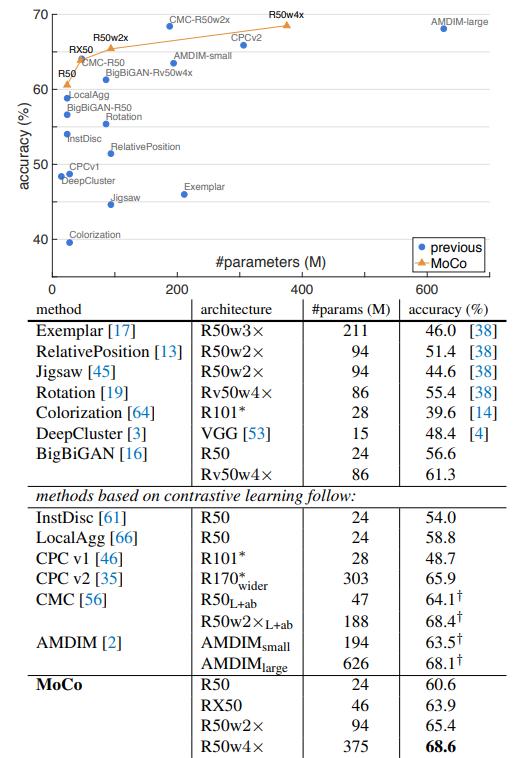 70
CMC-R50w2x
R50w4x
AMDIM-large
R50w2x
CPCv2
RX50
AMDIM-small
CMC-R50
R50
BigBiGAN-Rv50w4x
60
LocalAgg
BigBiGAN-R50
Rotation
InstDisc
RelativePosition
50
CPCv1
DeepCluster
Exemplar
Jigsaw
Colorization
40
accuracy (%)
previous
MoCo
#parameters (M)
0 200 400 600
method architecture #params (M) accuracy (%)
Exemplar [17] R50w3× 211 46.0 [38]
RelativePosition [13] R50w2× 94 51.4 [38]
Jigsaw [45] R50w2× 94 44.6 [38]
Rotation [19] Rv50w4× 86 55.4 [38]
Colorization [64] R101* 28 39.6 [14]
DeepCluster [3] VGG [53] 15 48.4 [4]
BigBiGAN [16] R50 24 56.6
Rv50w4× 86 61.3
methods based on contrastive learning follow:
InstDisc [61] R50 24 54.0
LocalAgg [66] R50 24 58.8
CPC v1 [46] R101* 28 48.7
CPC v2 [35] R170*wider 303 65.9
CMC [56] R50L+ab 47 64.1†
R50w2×L+ab 188 68.4†
AMDIM [2] AMDIMsmall 194 63.5†
AMDIMlarge 626 68.1†
MoCo R50 24 60.6
RX50 46 63.9
R50w2× 94 65.4
R50w4× 375 68.6